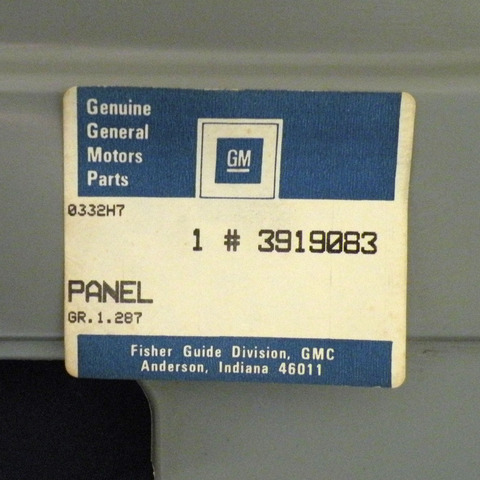 Genuine
General
Motors
Parts
GM
0332H7
1 # 3919083
PANEL
GR.1.287
Fisher Guide Division, GMC
Anderson, Indiana 46011